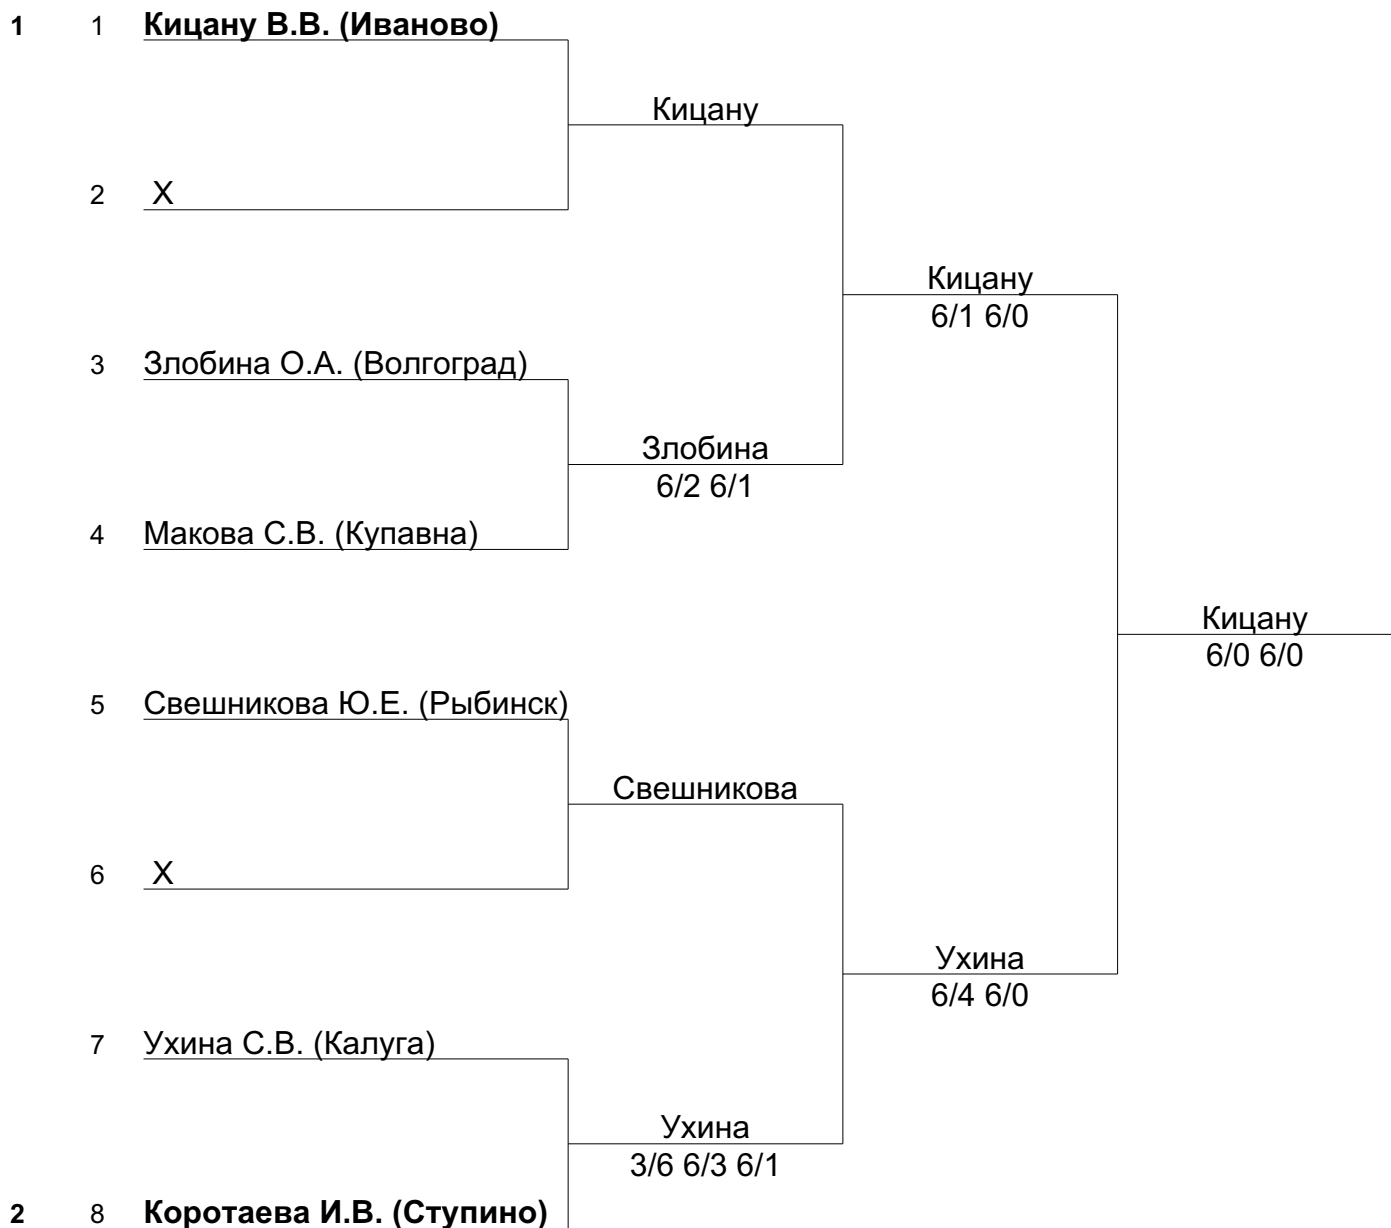 1 1 Кицану В.В. (Иваново)
Кицану
2 X
Кицану
6/1 6/0
3 Злобина О.А. (Волгоград)
Злобина
6/2 6/1
4 Макова С.В. (Купавна)
Кицану
6/0 6/0
5 Свешникова Ю.Е. (Рыбинск)
Свешникова
6 X
Ухина
6/4 6/0
7 Ухина С.В. (Калуга)
Ухина
3/6 6/3 6/1
2 8 Коротаева И.В. (Ступино)